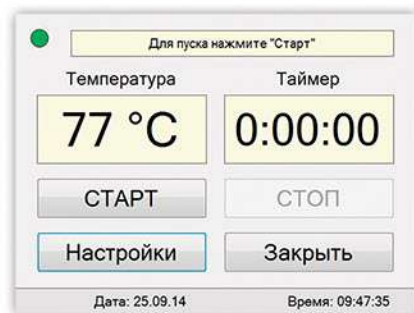 Для пуска нажмите "Старт"
Температура Таймер
77 °C 0:00:00
СТАРТ СТОП
Настройки Закрыть
Дата: 25.09.14 Время: 09:47:35